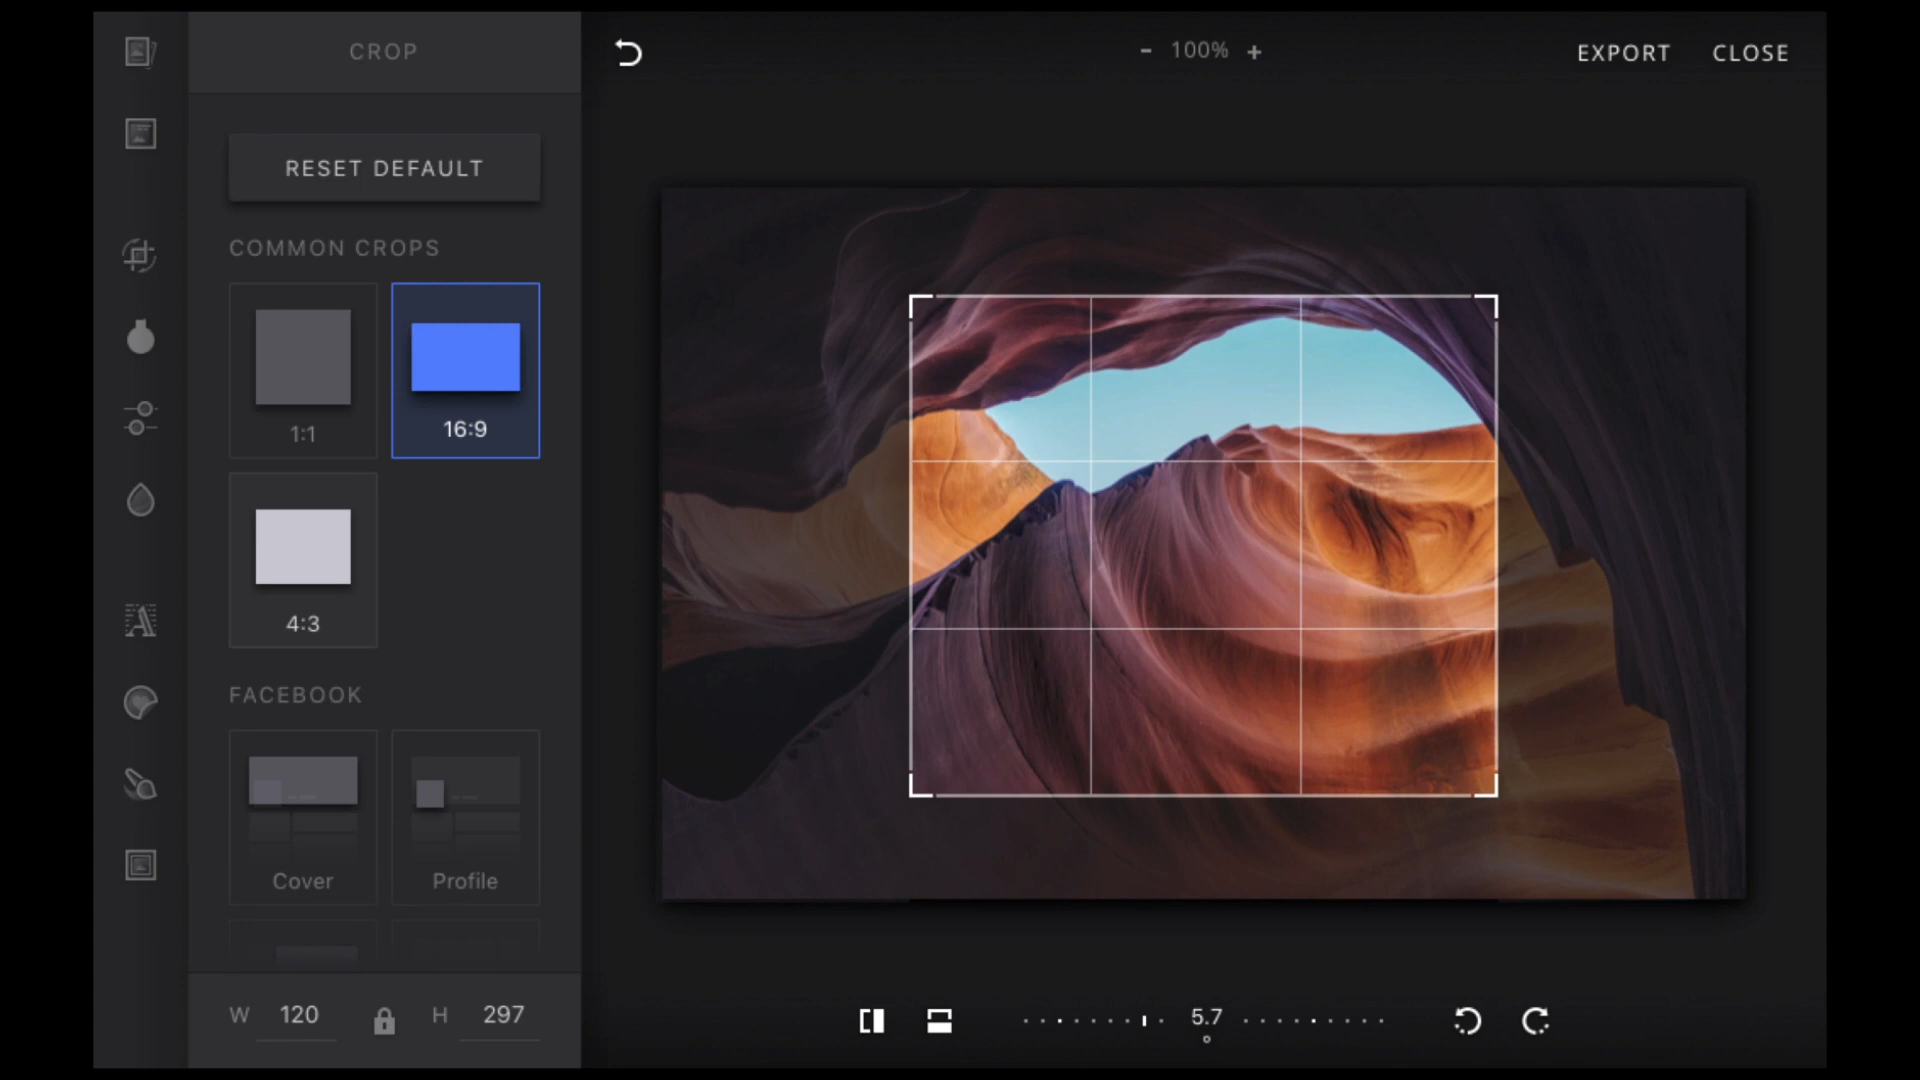 CROP
- 100% +
EXPORT
CLOSE
RESET DEFAULT
COMMON CROPS
1:1
16:9
4:3
FACEBOOK
Cover
Profile
W 120
H 297
5.7
°